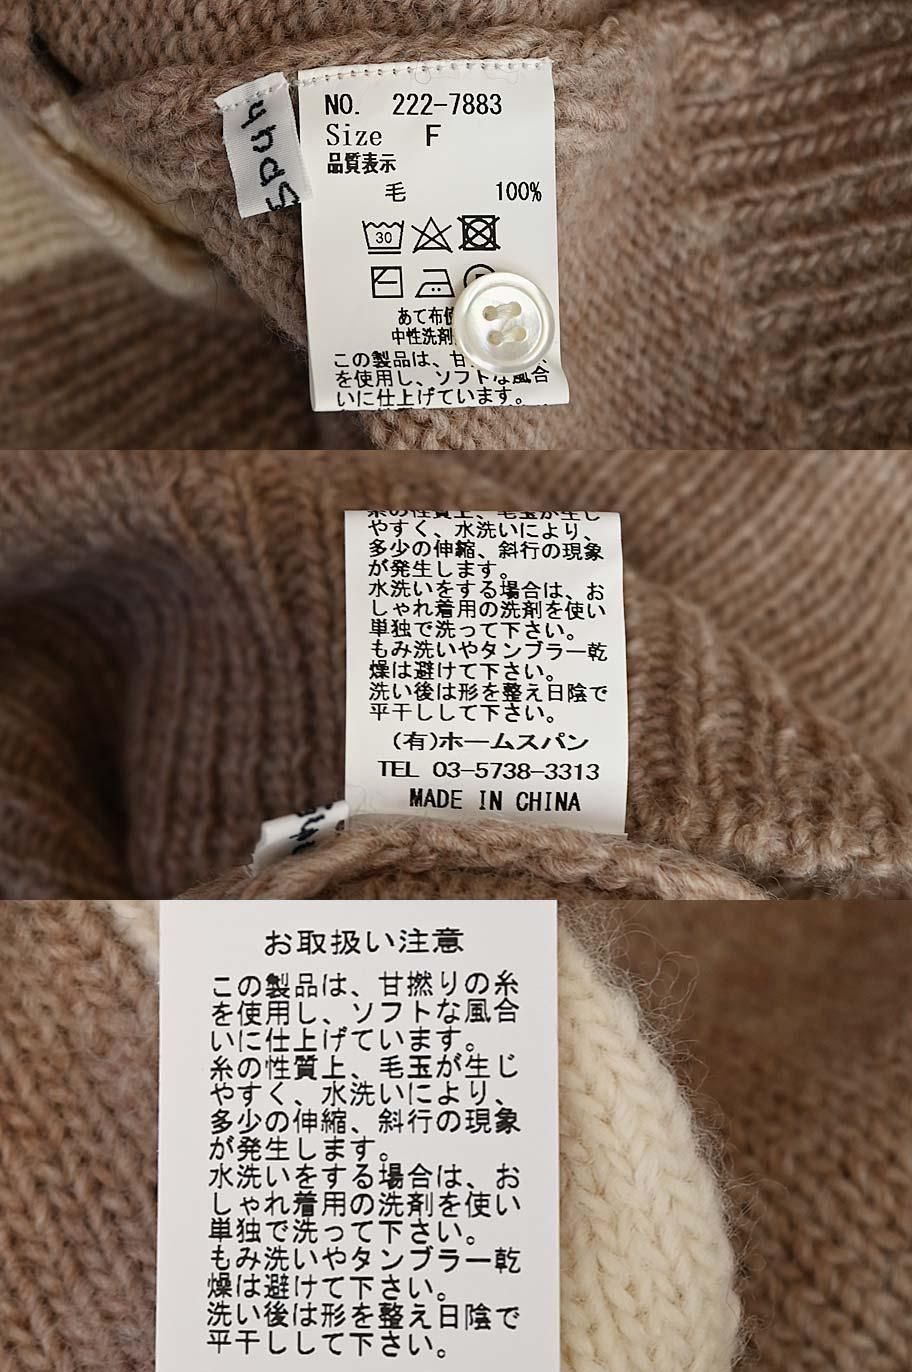 NO. 222-7883
Size F
品質表示
毛 100%
30
あて布使
中性洗剤
この製品は、甘
を使用し、ソフトな風合
いに仕上げています。
糸の性質上、毛玉が生じ
やすく、水洗いにより、
多少の伸縮、斜行の現象
が発生します。
水洗いをする場合は、お
しゃれ着用の洗剤を使い
単独で洗って下さい。
もみ洗いやタンブラー乾
燥は避けて下さい。
洗い後は形を整え日陰で
平干しして下さい。
(有)ホームスパン
TEL 03-5738-3313
MADE IN CHINA
お取扱い注意
この製品は、甘撚りの糸
を使用し、ソフトな風合
いに仕上げています。
糸の性質上、毛玉が生じ
やすく、水洗いにより、
多少の伸縮、斜行の現象
が発生します。
水洗いをする場合は、お
しゃれ着用の洗剤を使い
単独で洗って下さい。
もみ洗いやタンブラー乾
燥は避けて下さい。
洗い後は形を整え日陰で
平干しして下さい。